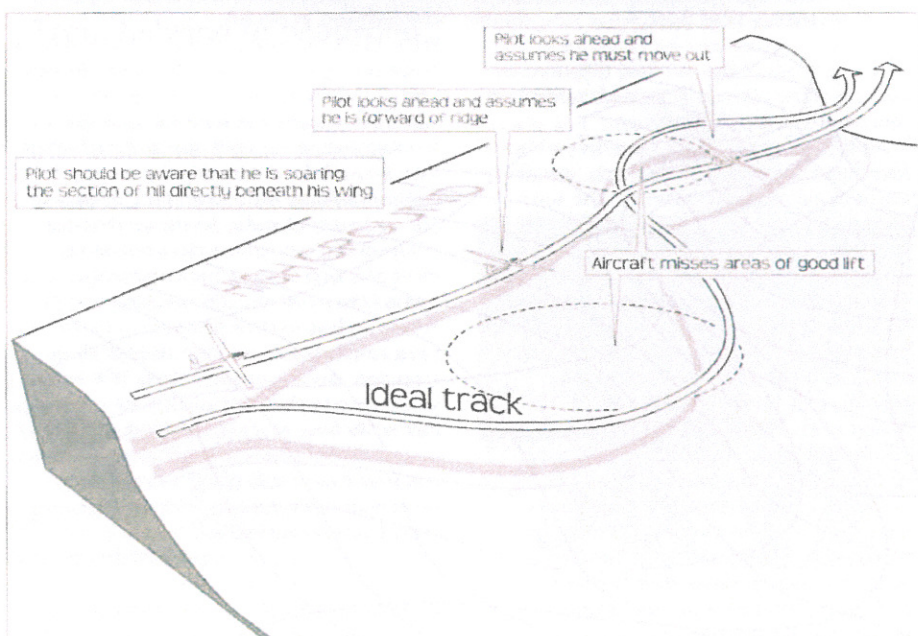 Pilot looks ahead and
assumes he must move out
Pilot looks ahead and assumes
he is forward of ridge
Pilot should be aware that he is soaring
the section of hill directly beneath his wing
HIGH GROUND
Aircraft misses areas of good lift
Ideal track